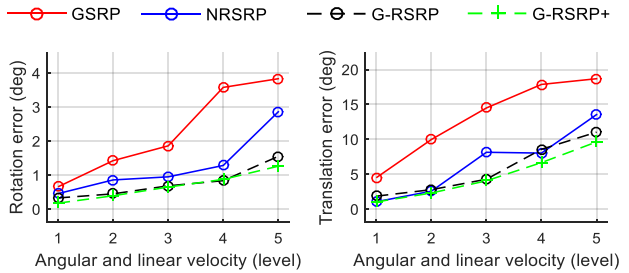 GSRP NRSRP G-RSRP G-RSRP+
Rotation error (deg)
4
3
2
1
0
1 2 3 4 5
Angular and linear velocity (level)
Translation error (deg)
20
15
10
5
0
1 2 3 4 5
Angular and linear velocity (level)